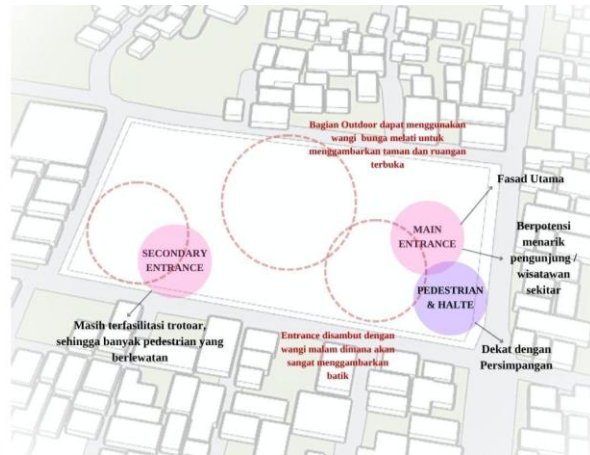 Bagian Outdoor dapat menggunakan
wangi bunga melati untuk
menggambarkan taman dan ruangan
terbuka
Fasad Utama
MAIN
ENTRANCE
Berpotensi
menarik
pengunjung /
wisatawan
sekitar
SECONDARY
ENTRANCE
PEDESTRIAN
& HALTE
Masih terfasilitasi trotoar,
sehingga banyak pedestrian yang
berlewatan
Entrance disambut dengan
wangi malam dimana akan
sangat menggambarkan
batik
Dekat dengan
Persimpangan